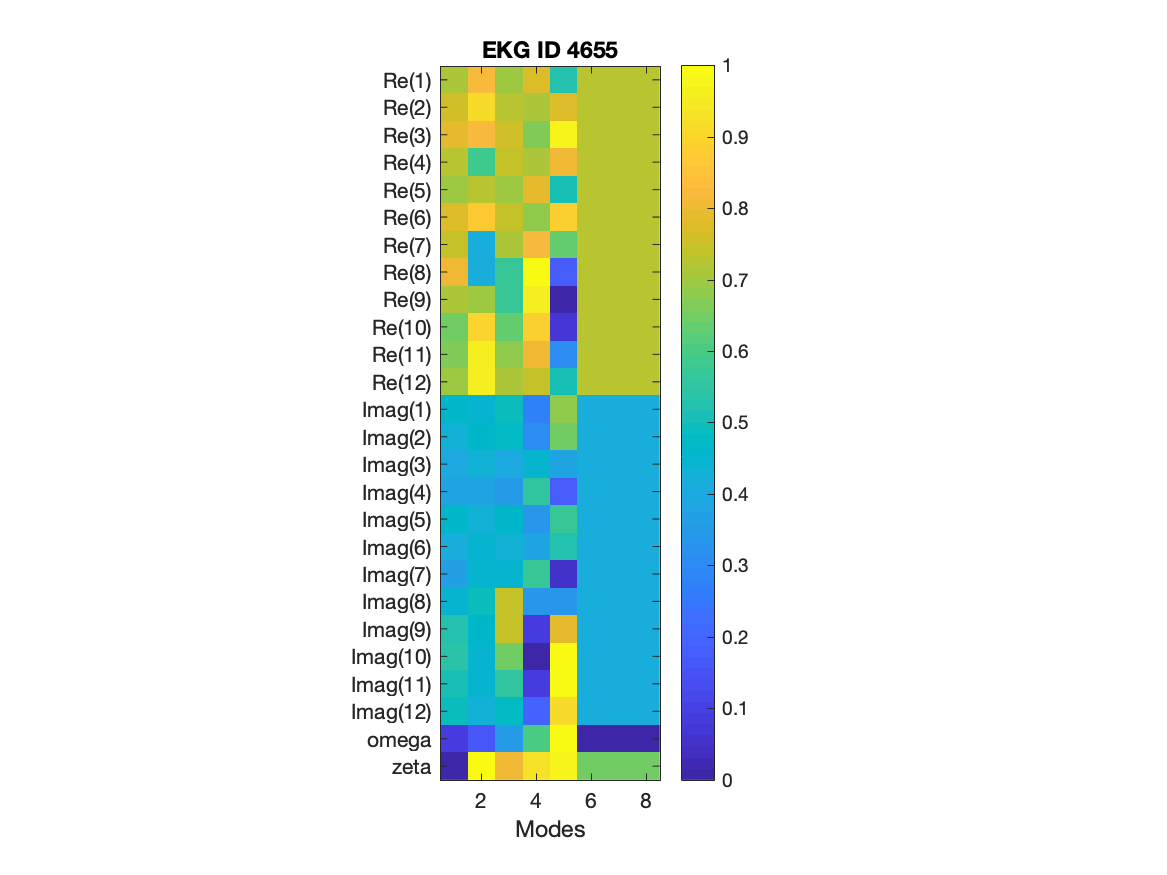 EKG ID 4655
Re(1)
Re(2)
Re(3)
Re(4)
Re(5)
Re(6)
Re(7)
Re(8)
Re(9)
Re(10)
Re(11)
Re(12)
Imag(1)
Imag(2)
Imag(3)
Imag(4)
Imag(5)
Imag(6)
Imag(7)
Imag(8)
Imag(9)
Imag(10)
Imag(11)
Imag(12)
omega
zeta
2 4 6 8
Modes
1
0.9
0.8
0.7
0.6
0.5
0.4
0.3
0.2
0.1
0